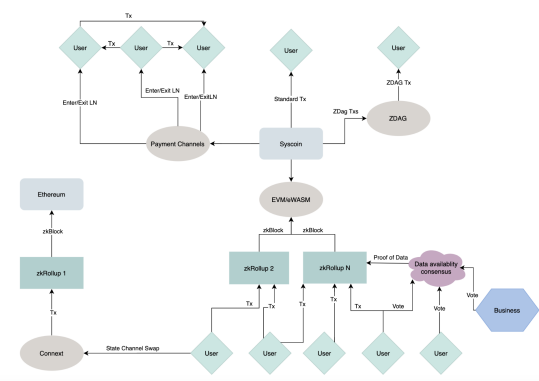 Tx
User
Tx
User
Tx
User
User
User
Enter/Exit LN
Enter/Exit LN
Enter/ExitLN
Standard Tx
ZDAG Tx
ZDag Txs
ZDAG
Payment Channels
Syscoin
Ethereum
EVM/eWASM
zkBlock
zkBlock
zkBlock
zkRollup 1
zkRollup 2
zkRollup N
Proof of Data
Data availablity
consensus
Tx
Tx
Tx
Tx
Tx
Tx
Vote
Vote
Vote
Business
Connext
State Channel Swap
User
User
User
User
User